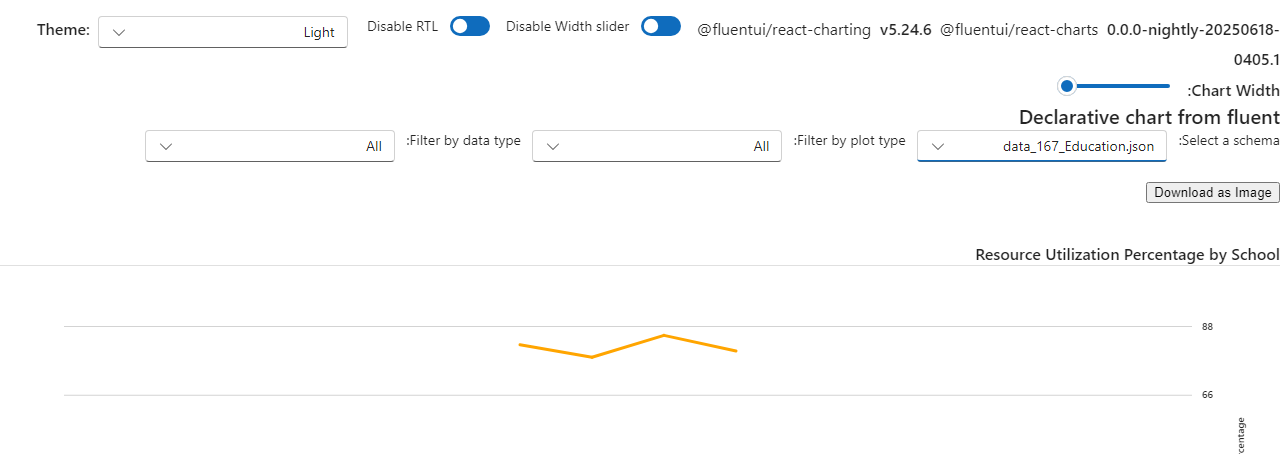 Theme: Light Disable RTL Disable Width slider @fluentui/react-charting v5.24.6 @fluentui/react-charts 0.0.0-nightly-20250618-
0405.1
:Chart Width
Declarative chart from fluent
:Select a schema data_167_Education.json :Filter by plot type All :Filter by data type All
Download as Image
Resource Utilization Percentage by School
88
66